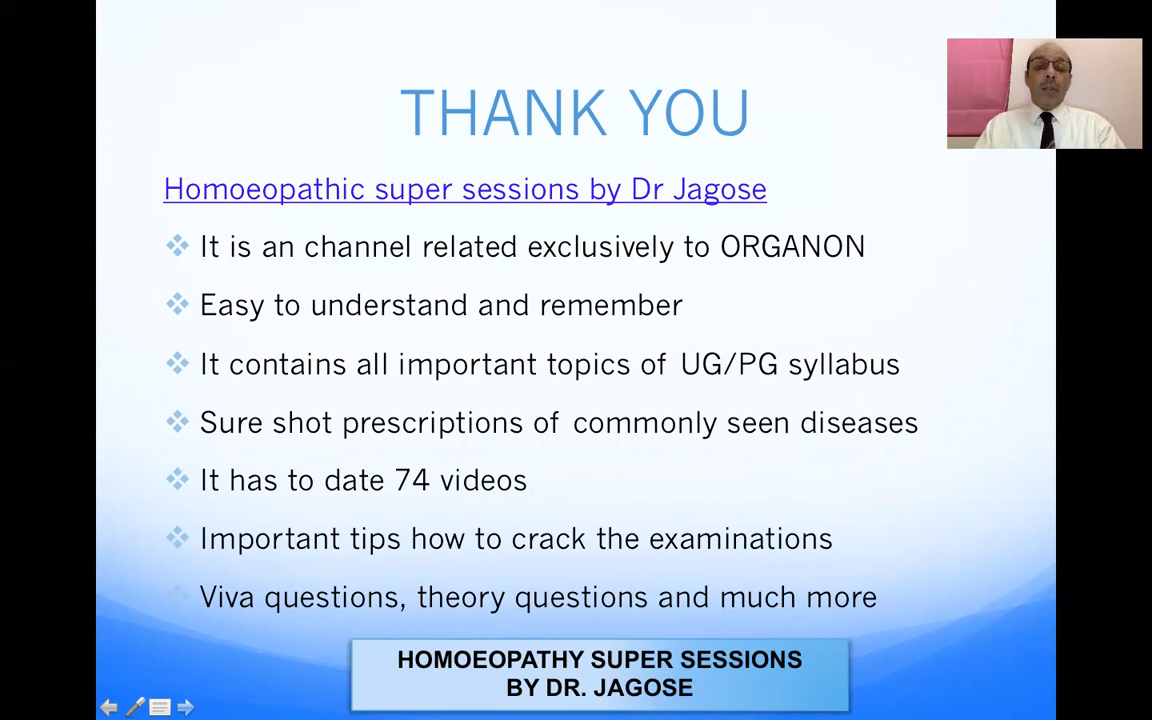 THANK YOU
Homoeopathic super sessions by Dr Jagose
It is an channel related exclusively to ORGANON
Easy to understand and remember
It contains all important topics of UG/PG syllabus
Sure shot prescriptions of commonly seen diseases
It has to date 74 videos
Important tips how to crack the examinations
Viva questions, theory questions and much more
HOMOEOPATHY SUPER SESSIONS
BY DR. JAGOSE